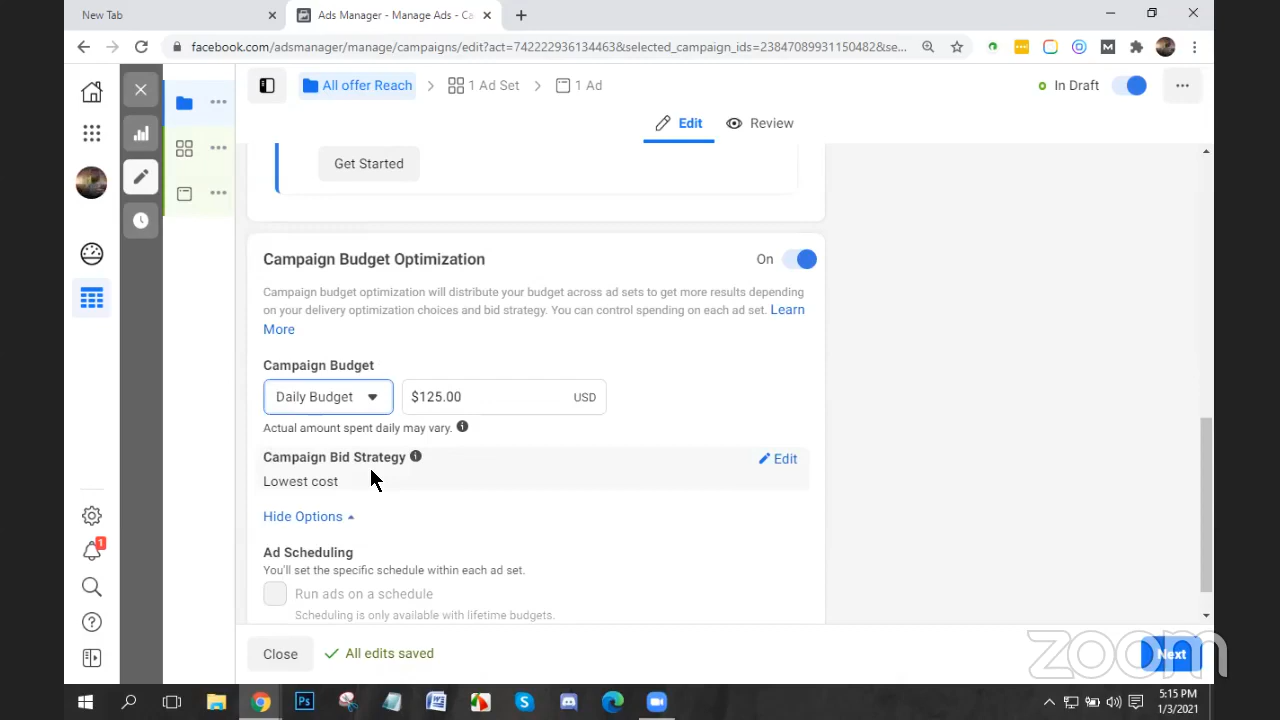 New Tab
Ads Manager - Manage Ads - Ca
facebook.com/adsmanager/manage/campaigns/edit?act=742222936134463&selected_campaign_ids=23847089931150482&se...
All offer Reach
1 Ad Set
1 Ad
In Draft
Edit
Review
Get Started
Campaign Budget Optimization
On
Campaign budget optimization will distribute your budget across ad sets to get more results depending
on your delivery optimization choices and bid strategy. You can control spending on each ad set. Learn
More
Campaign Budget
Daily Budget
$125.00
USD
Actual amount spent daily may vary.
Campaign Bid Strategy
Edit
Lowest cost
Hide Options
Ad Scheduling
You'll set the specific schedule within each ad set.
Run ads on a schedule
Scheduling is only available with lifetime budgets.
1
Close
All edits saved
Next
zoom
5:15 PM
1/3/2021